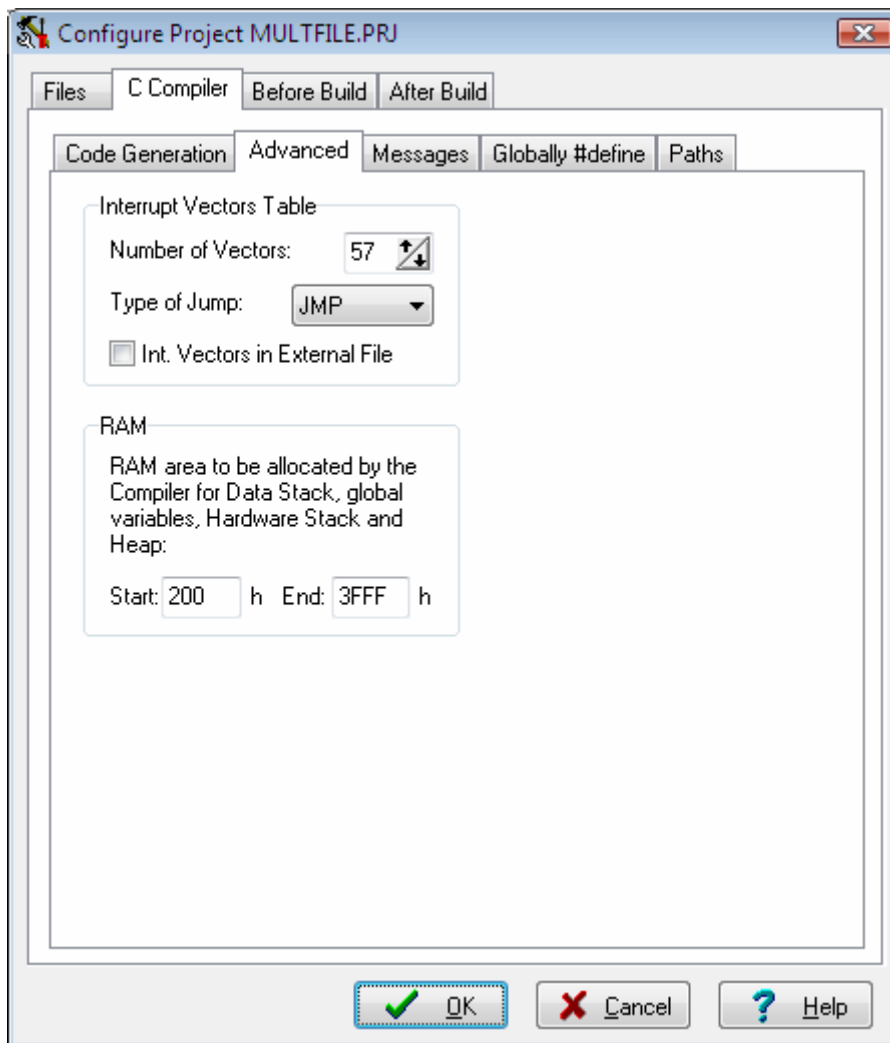 Configure Project MULTFILE.PRJ
Files C Compiler Before Build After Build
Code Generation Advanced Messages Globally #define Paths
Interrupt Vectors Table
Number of Vectors: 57
Type of Jump: JMP
Int. Vectors in External File
RAM
RAM area to be allocated by the
Compiler for Data Stack, global
variables, Hardware Stack and
Heap:
Start: 200 h End: 3FFF h
OK Cancel Help